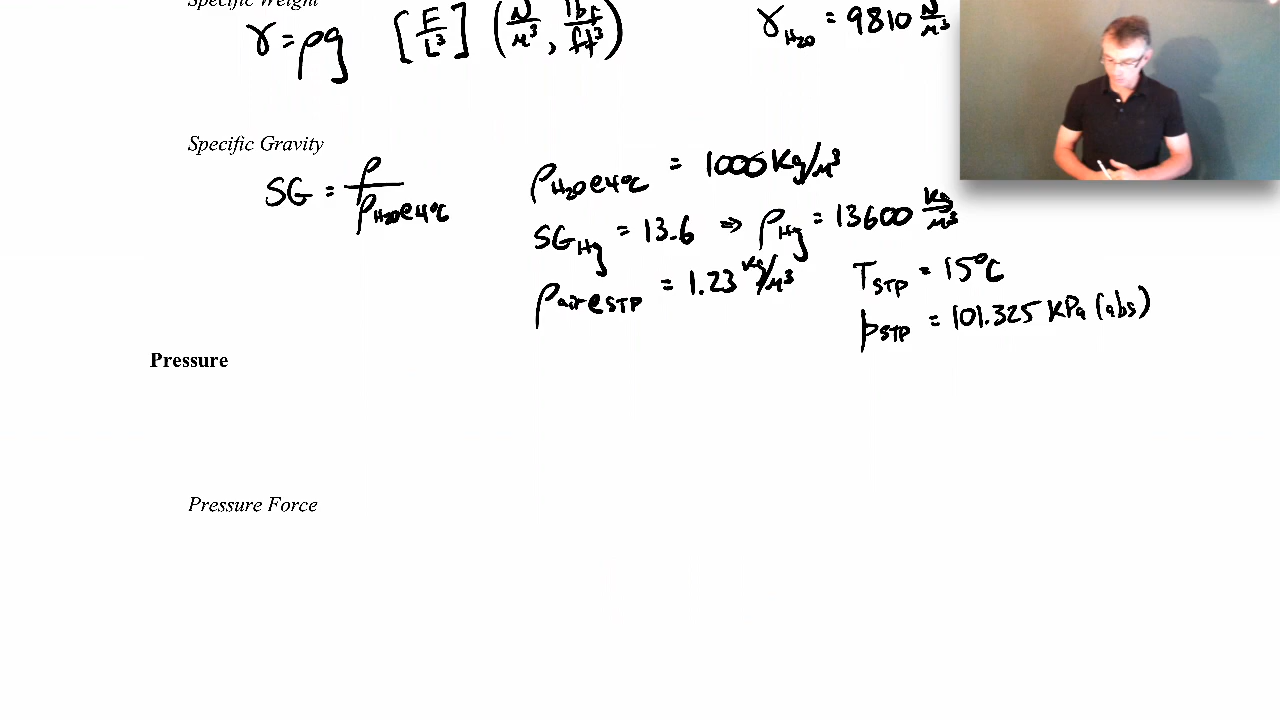 Specific Weight
γ = ρg [F/L³] (N/m³, lbf/ft³) γH₂O = 9810 N/m³
Specific Gravity
SG = ρ/ρH₂O@4°C
ρH₂O@4°C = 1000 kg/m³
SGHg = 13.6 ⇒ ρHg = 13600 kg/m³
ρair@STP = 1.23 kg/m³
TSTP = 15°C
pSTP = 101.325 kPa (abs)
Pressure
Pressure Force